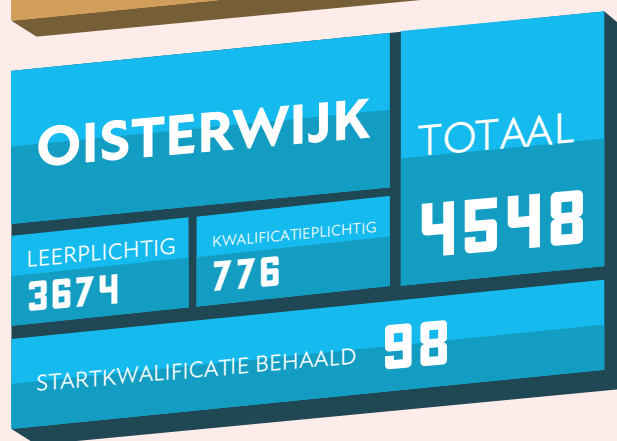 OISTERWIJK
TOTAAL
4548
LEERPLICHTIG
3674
KWALIFICATIEPLICHTIG
776
STARTKWALIFICATIE BEHAALD 98